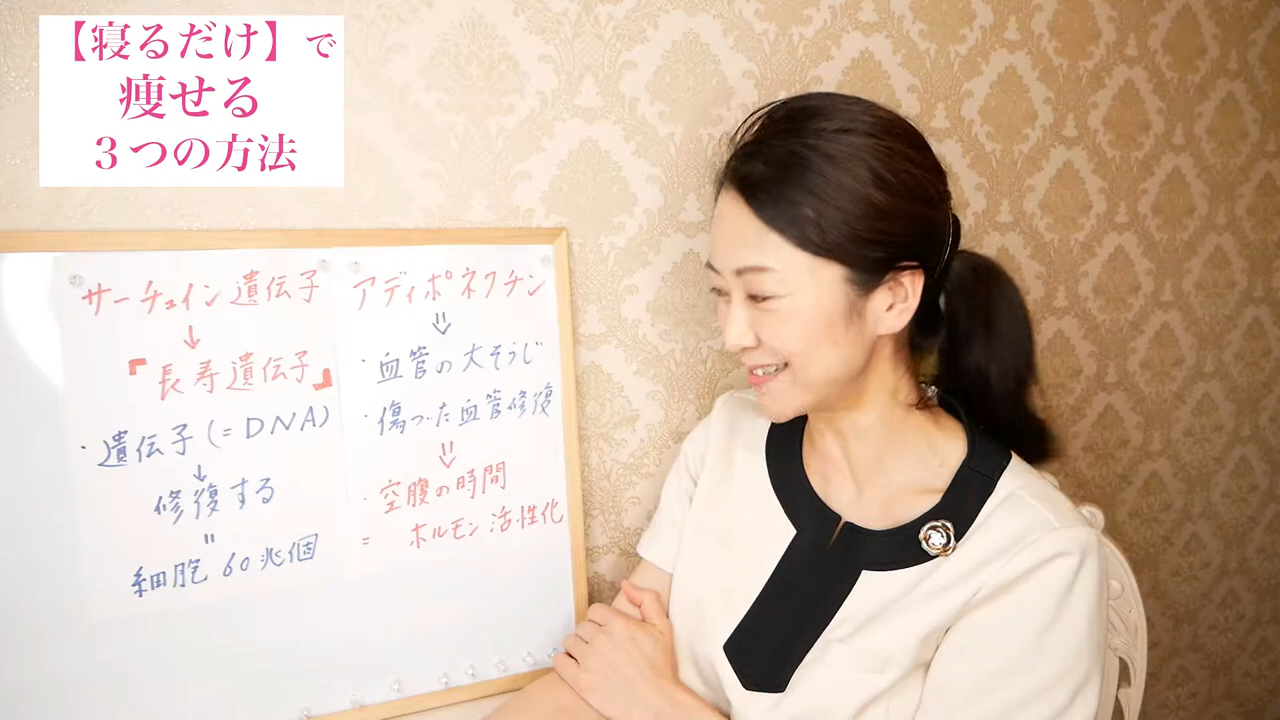 【寝るだけ】で
痩せる
３つの方法
サーチュイン遺伝子
↓
『長寿遺伝子』
・遺伝子(=DNA)
↓
修復する
〃
細胞 60兆個
アディポネクチン
⇓
・血管の大そうじ
・傷づいた血管修復
⇓
・空腹の時間
= ホルモン活性化